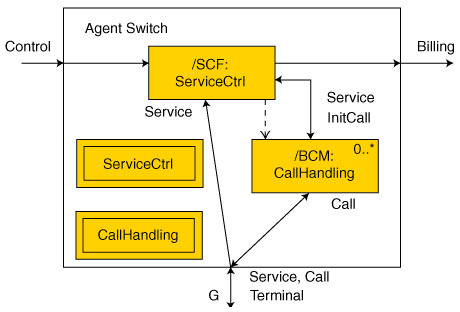 Agent Switch
Control
Billing
/SCF:
ServiceCtrl
Service
Service
InitCall
0..*
/BCM:
CallHandling
ServiceCtrl
Call
CallHandling
Service, Call
G
Terminal